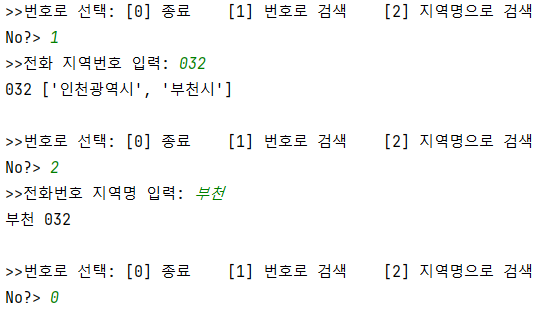 >>번호로 선택: [0] 종료    [1] 번호로 검색    [2] 지역명으로 검색
No?> 1
>>전화 지역번호 입력: 032
032 ['인천광역시', '부천시']
>>번호로 선택: [0] 종료    [1] 번호로 검색    [2] 지역명으로 검색
No?> 2
>>전화번호 지역명 입력: 부천
부천 032
>>번호로 선택: [0] 종료    [1] 번호로 검색    [2] 지역명으로 검색
No?> 0